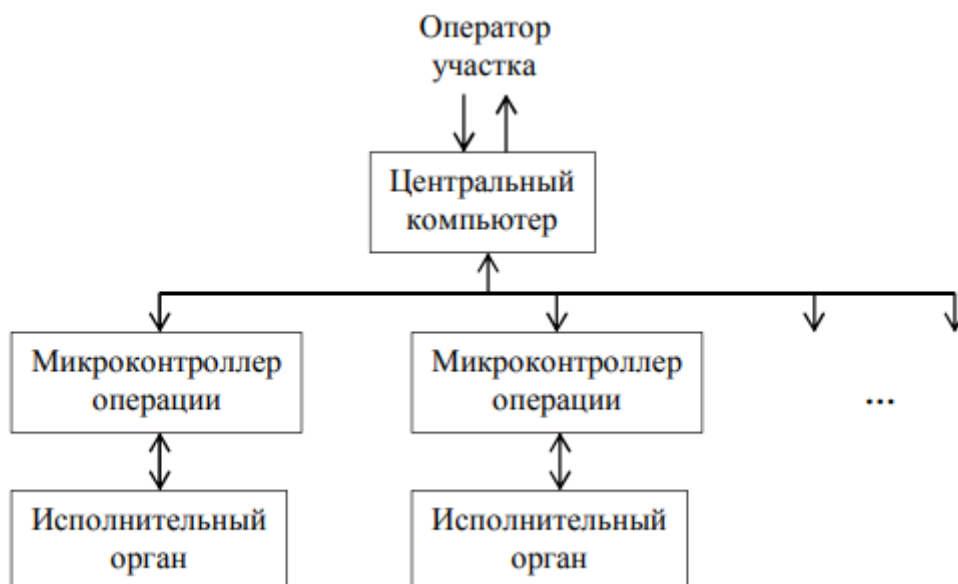 Оператор
участка
Центральный
компьютер
Микроконтроллер
операции
Микроконтроллер
операции
...
Исполнительный
орган
Исполнительный
орган